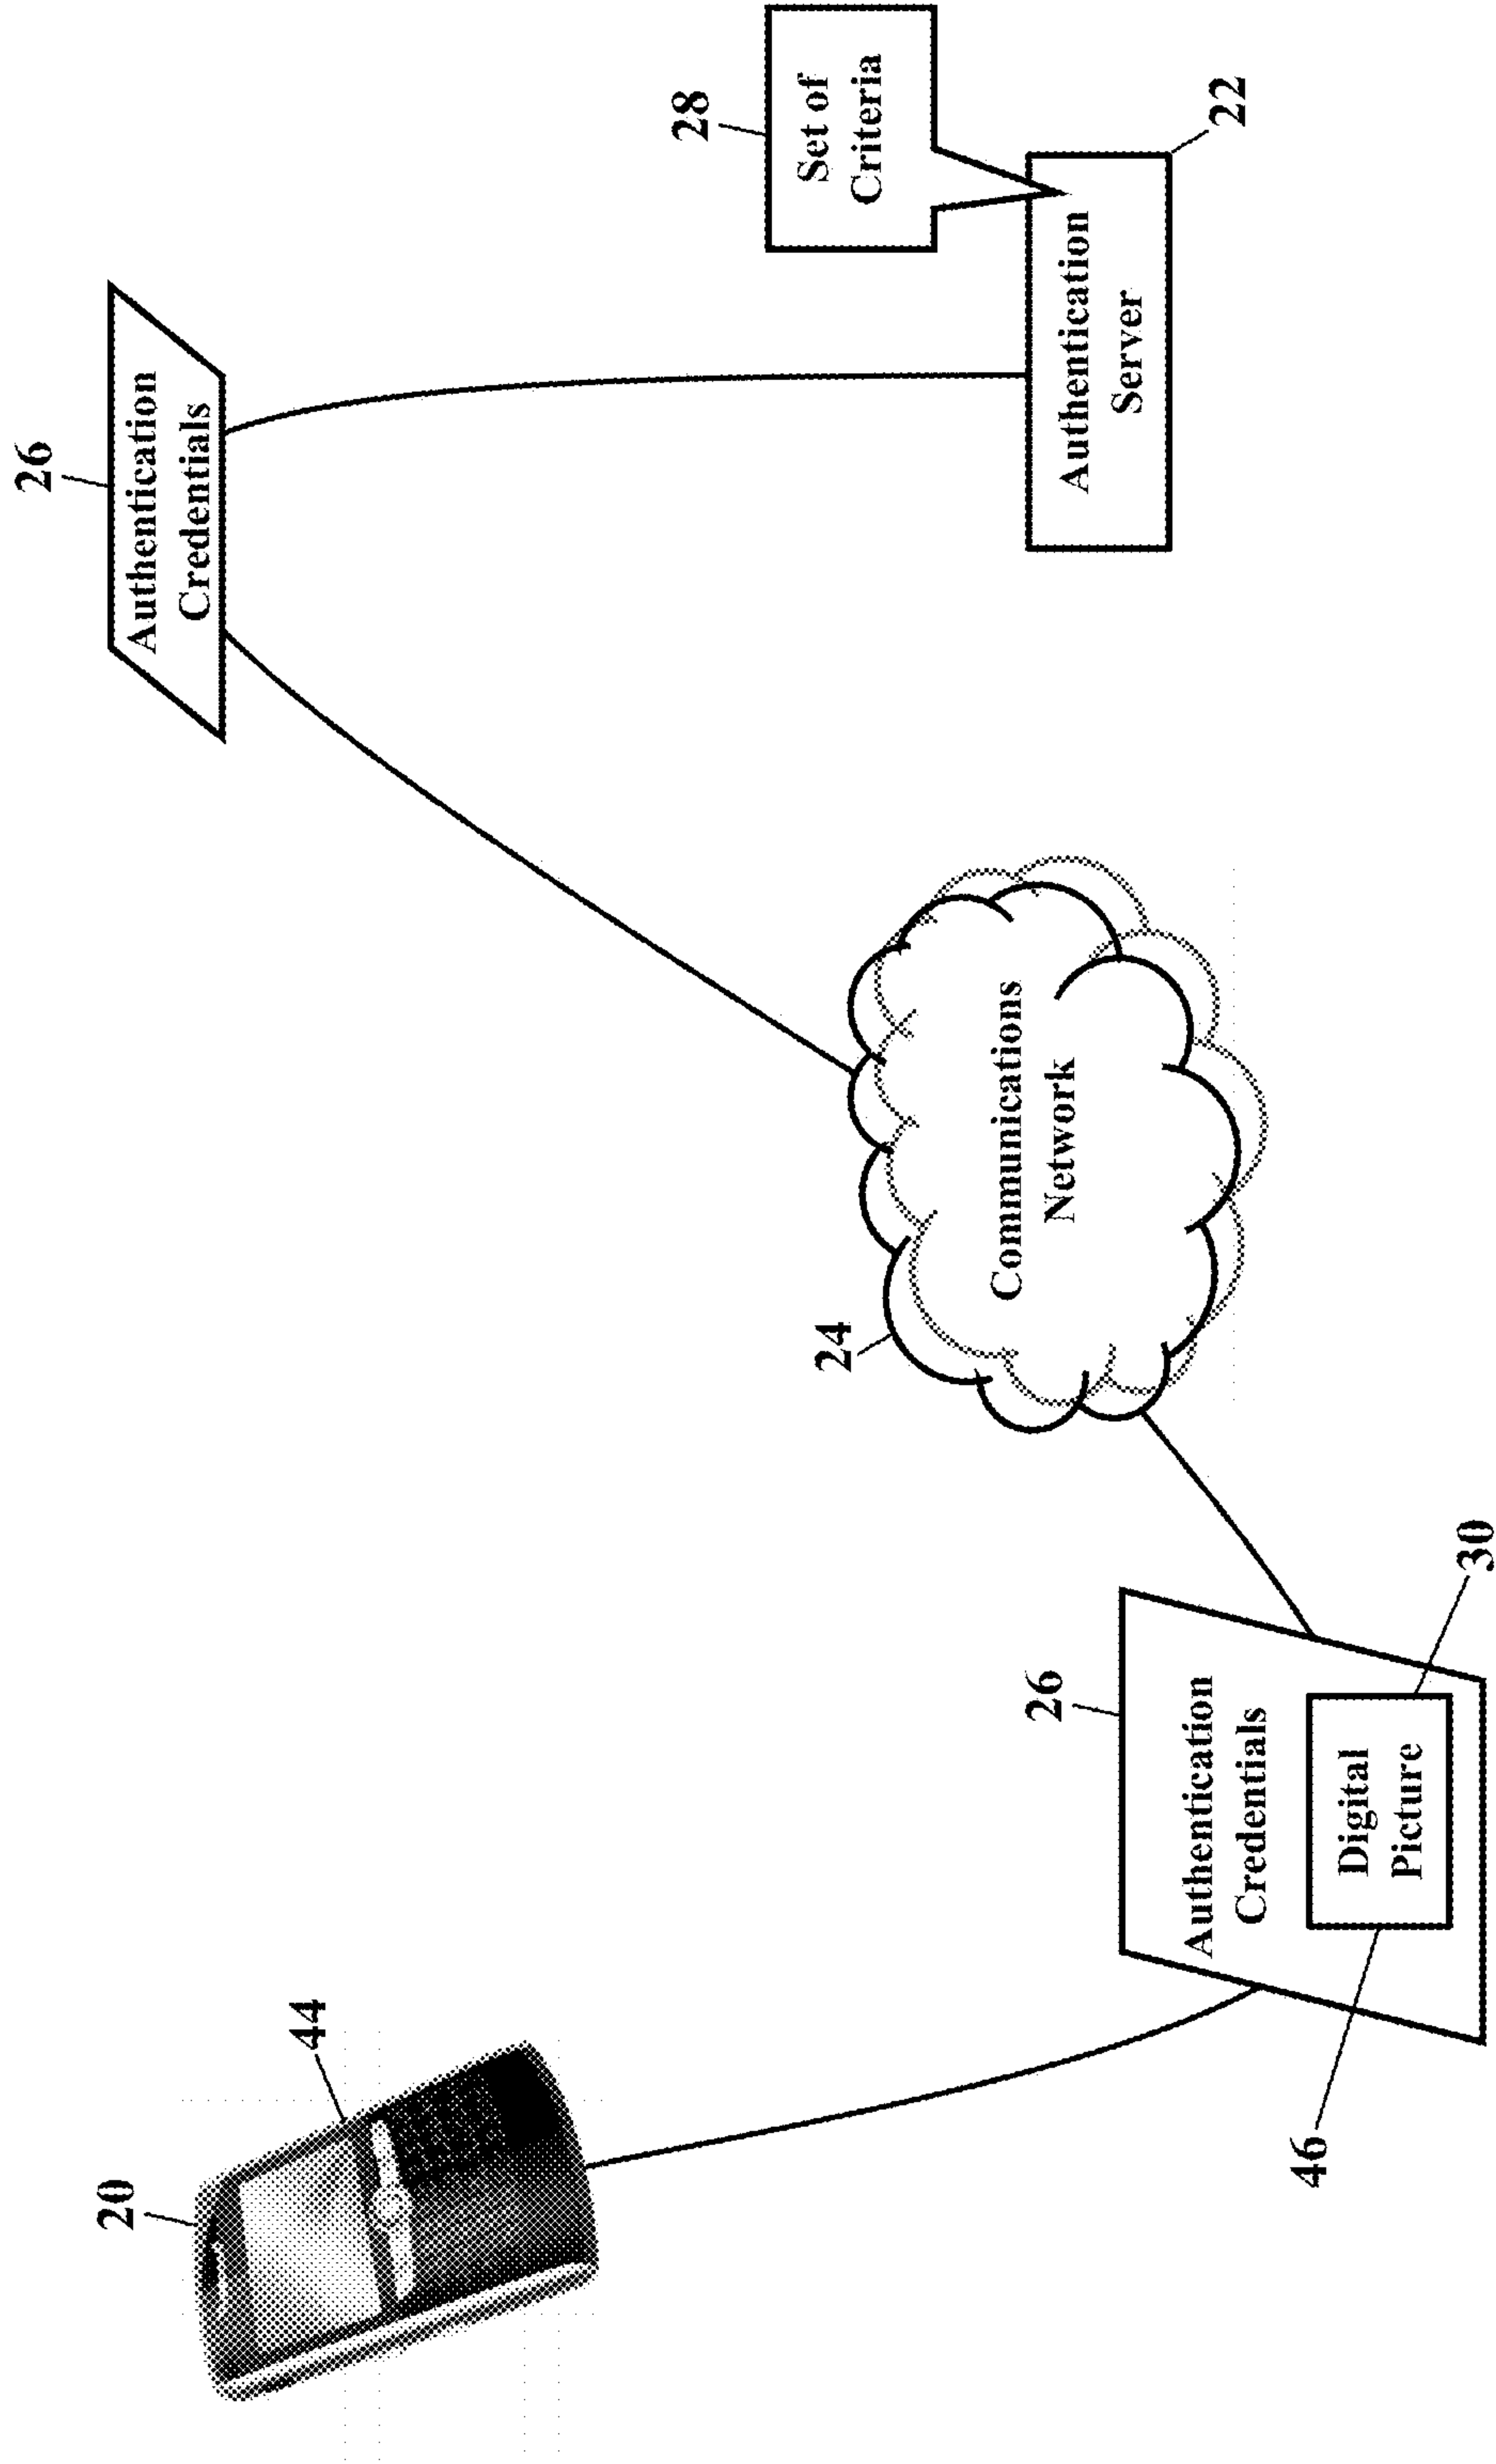 20
44
26
Authentication
Credentials
28
Set of
Criteria
Authentication
Server
22
24
Communications
Network
26
Authentication
Credentials
Digital
Picture
46
30